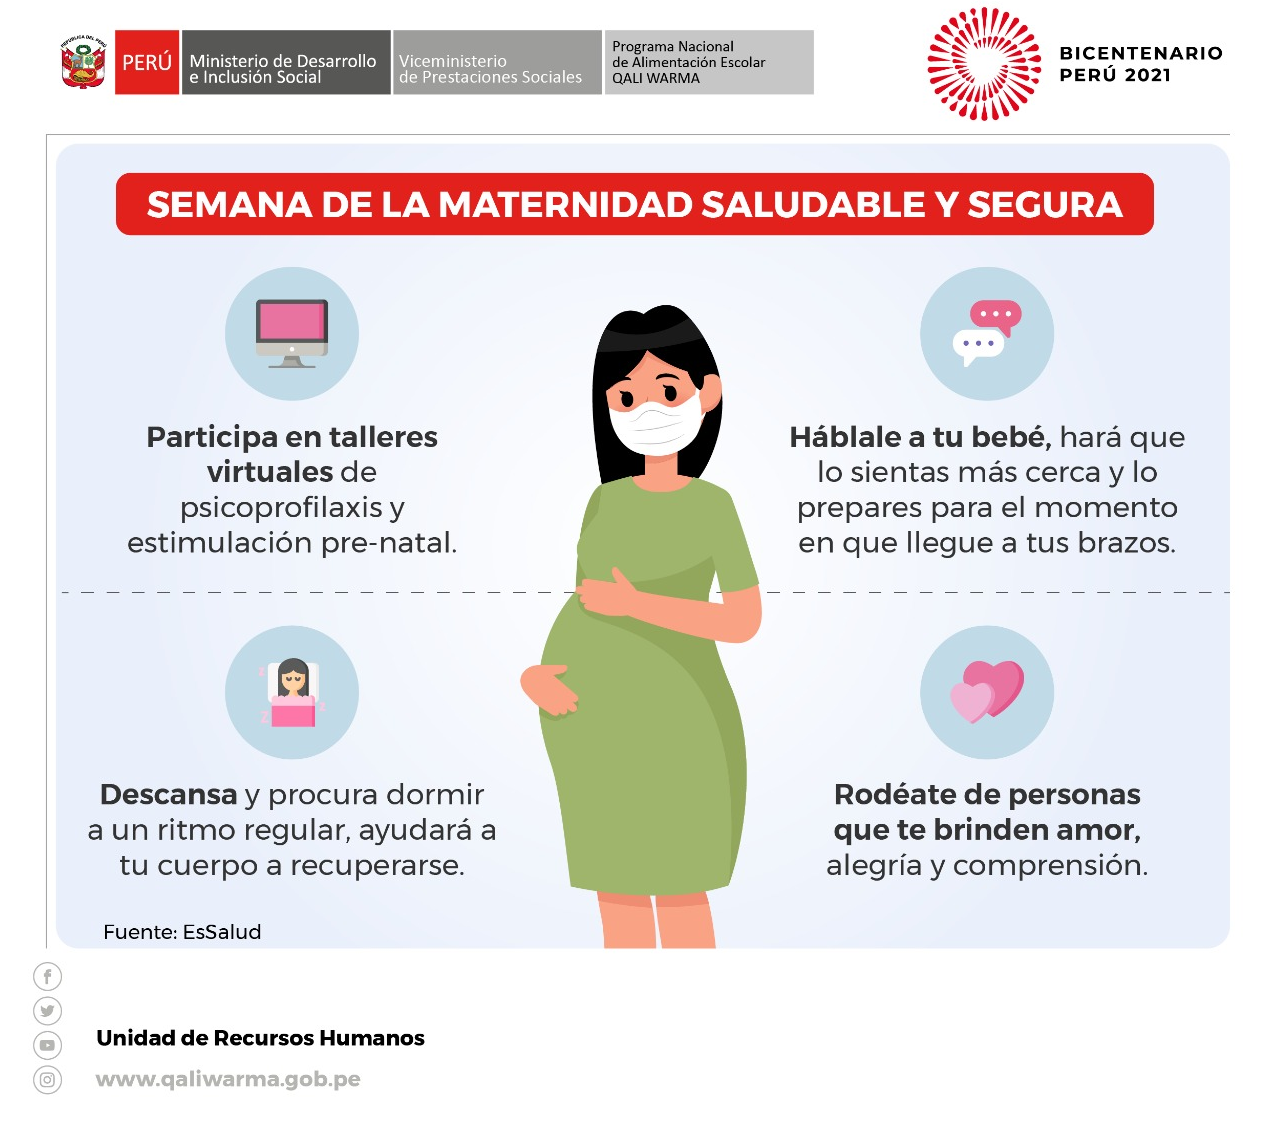 PERÚ
Ministerio de Desarrollo
e Inclusión Social
Viceministerio
de Prestaciones Sociales
Programa Nacional
de Alimentación Escolar
QALI WARMA
BICENTENARIO
PERÚ 2021
SEMANA DE LA MATERNIDAD SALUDABLE Y SEGURA
Participa en talleres
virtuales de
psicoprofilaxis y
estimulación pre-natal.
Háblale a tu bebé, hará que
lo sientas más cerca y lo
prepares para el momento
en que llegue a tus brazos.
Descansa y procura dormir
a un ritmo regular, ayudará a
tu cuerpo a recuperarse.
Rodéate de personas
que te brinden amor,
alegría y comprensión.
Fuente: EsSalud
Unidad de Recursos Humanos
www.qaliwarma.gob.pe